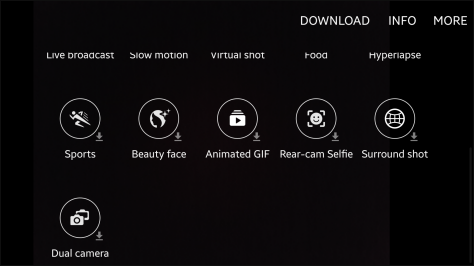 DOWNLOAD INFO MORE
Live broadcast Slow motion Virtual shot Food Hyperlapse
Sports Beauty face Animated GIF Rear-cam Selfie Surround shot
Dual camera